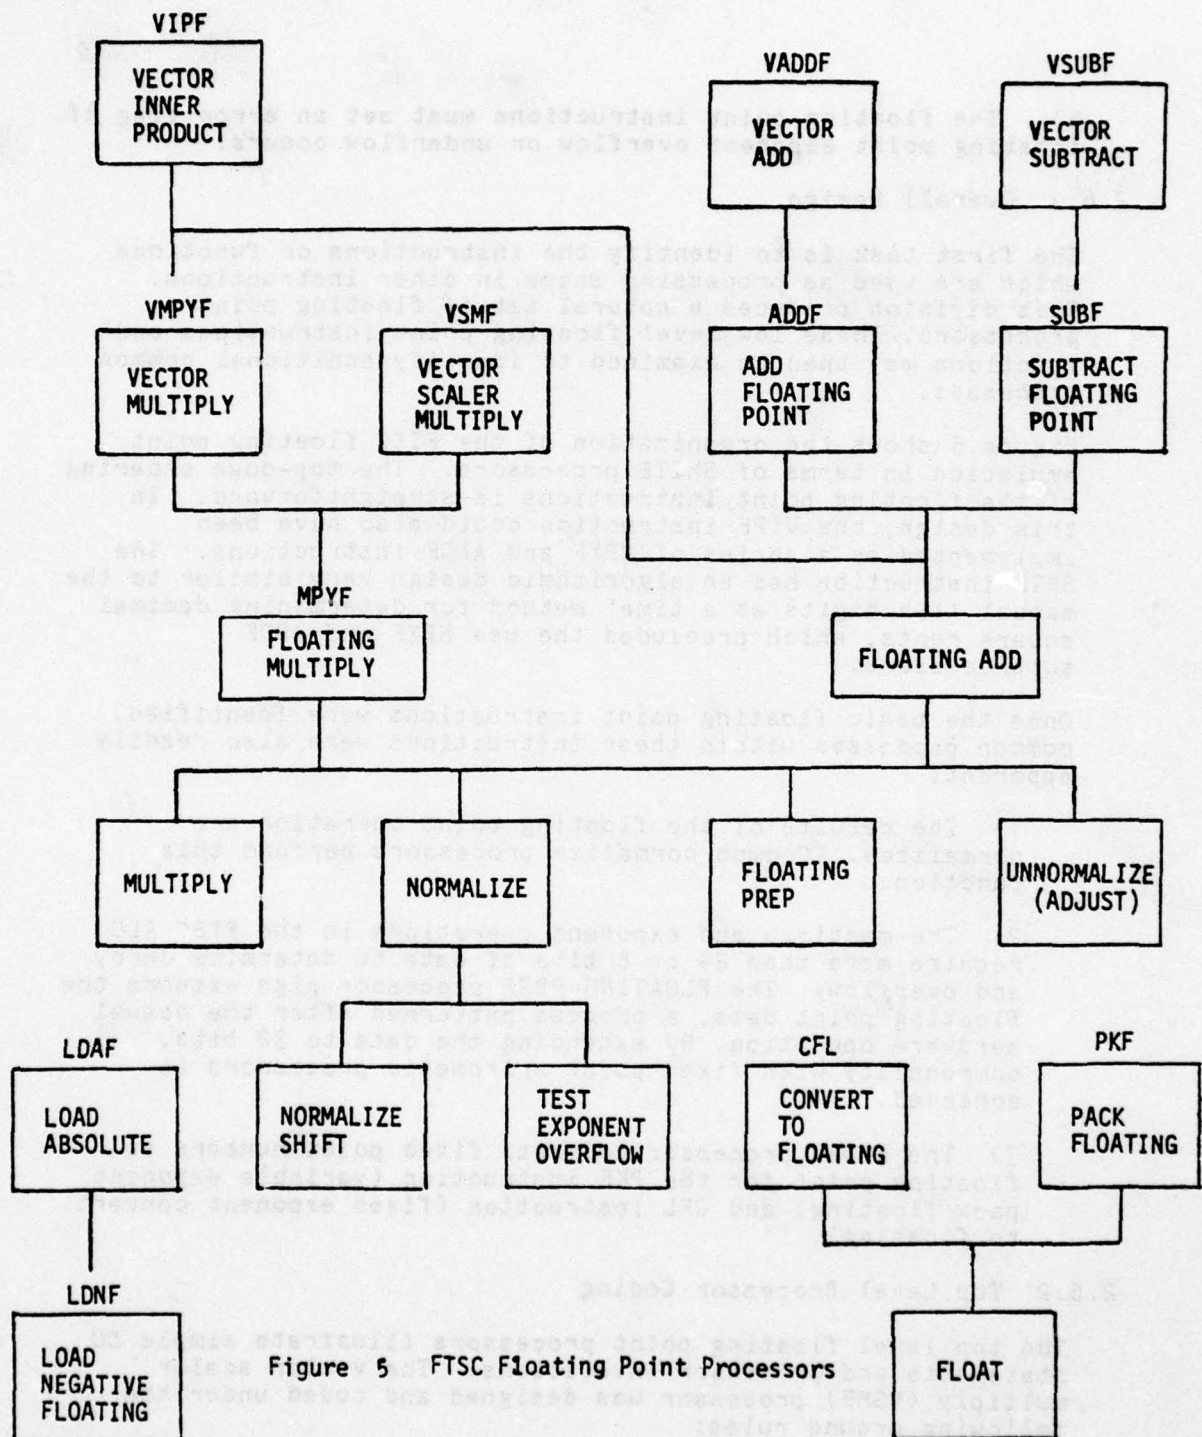 VIPF
VECTOR
INNER
PRODUCT
VADDF
VECTOR
ADD
VSUBF
VECTOR
SUBTRACT
VMPYF
VECTOR
MULTIPLY
VSMF
VECTOR
SCALER
MULTIPLY
ADDF
ADD
FLOATING
POINT
SUBF
SUBTRACT
FLOATING
POINT
MPYF
FLOATING
MULTIPLY
FLOATING ADD
MULTIPLY
NORMALIZE
FLOATING
PREP
UNNORMALIZE
(ADJUST)
LDAF
LOAD
ABSOLUTE
NORMALIZE
SHIFT
TEST
EXPONENT
OVERFLOW
CFL
CONVERT
TO
FLOATING
PKF
PACK
FLOATING
LDNF
LOAD
NEGATIVE
FLOATING
FLOAT
Figure 5 FTSC Floating Point Processors